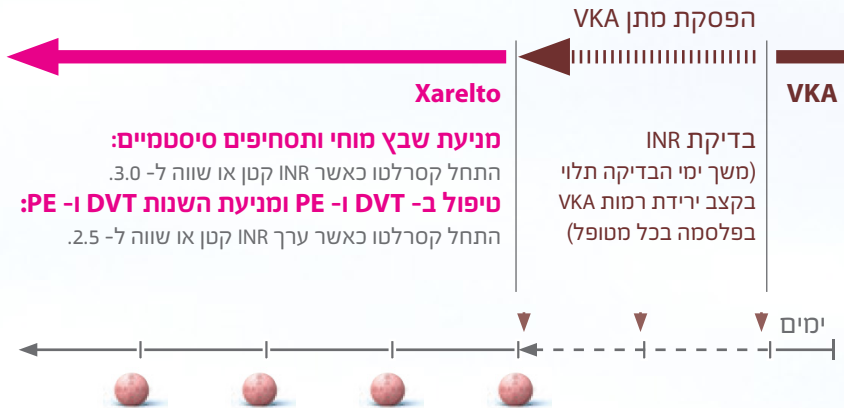 הפסקת מתן VKA
VKA
Xarelto
בדיקת INR
(משך ימי הבדיקה תלוי
בקצב ירידת רמות VKA
בפלסמה בכל מטופל)
מניעת שבץ מוחי ותסחיפים סיסטמיים:
התחל קסרלטו כאשר INR קטן או שווה ל- 3.0.
טיפול ב- DVT ו- PE ומניעת השנות DVT ו- PE:
התחל קסרלטו כאשר ערך INR קטן או שווה ל- 2.5.
ימים